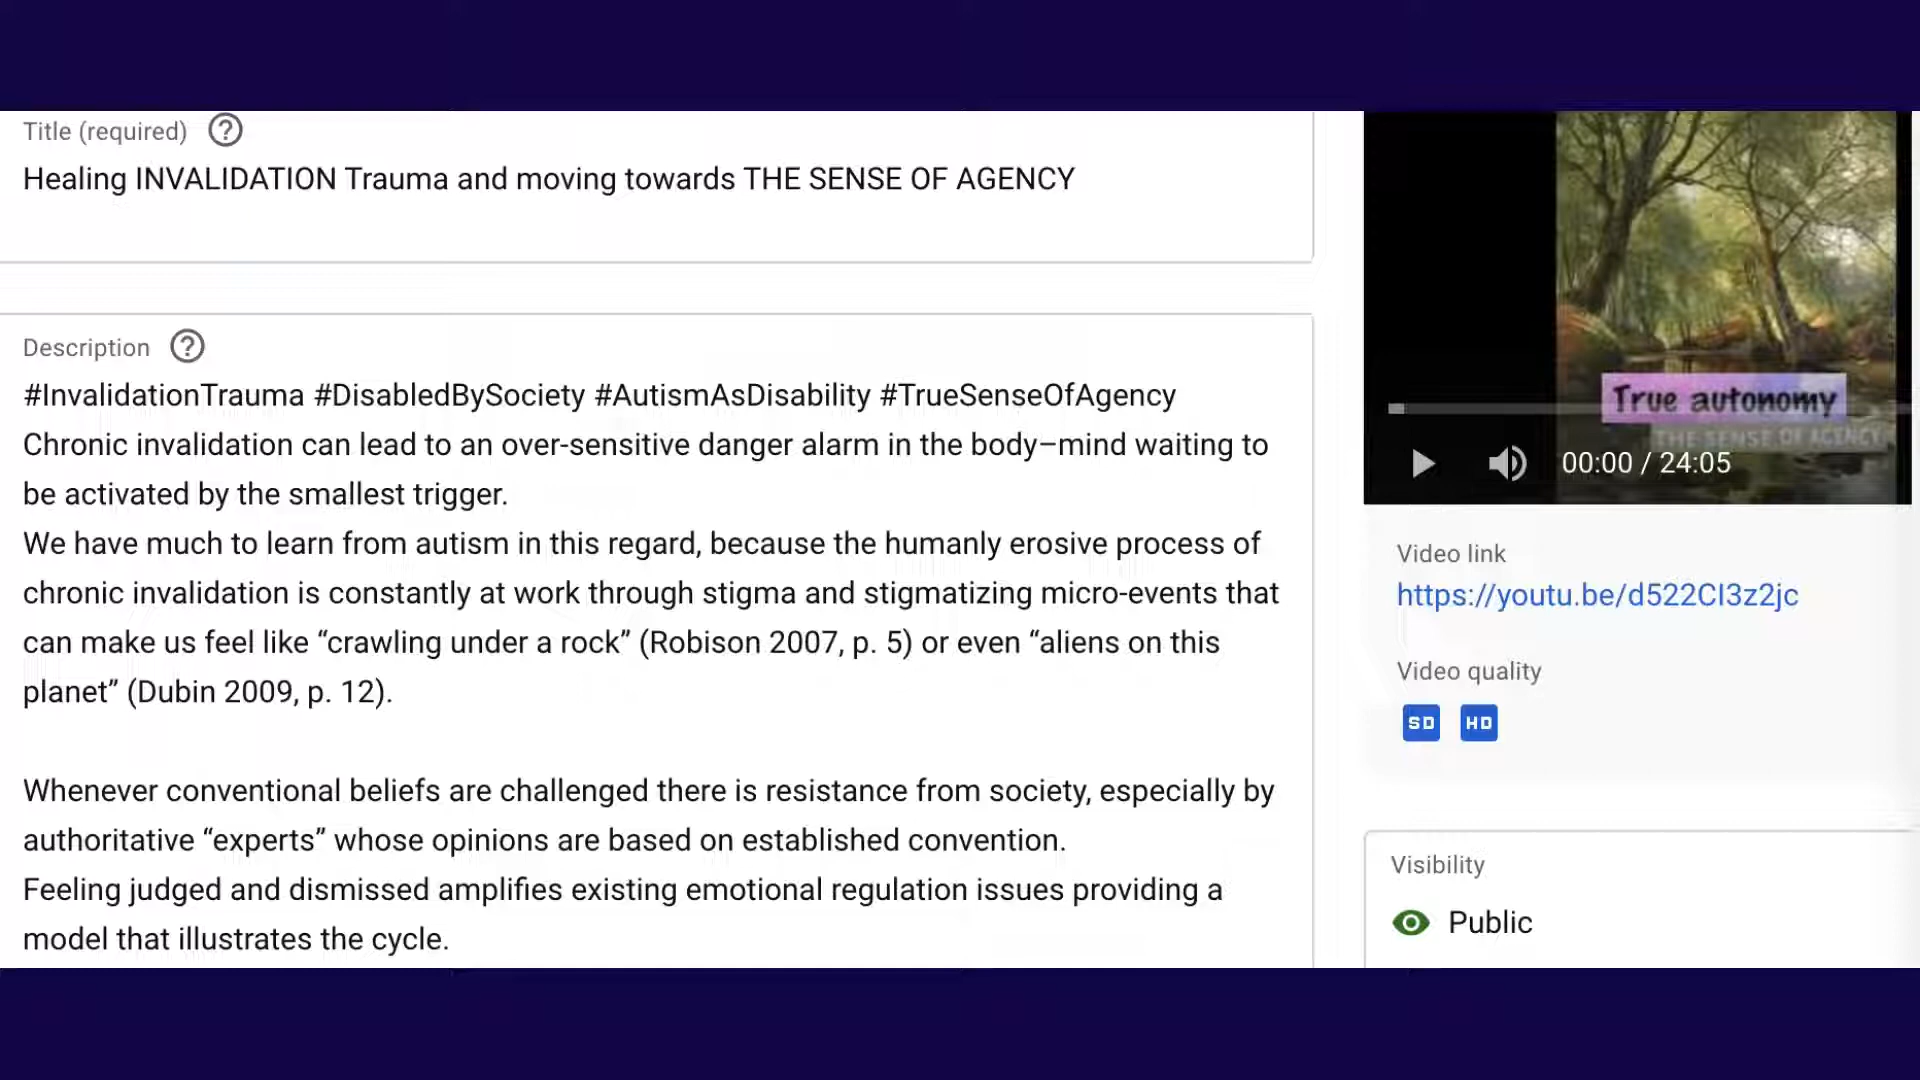 Title (required)
Healing INVALIDATION Trauma and moving towards THE SENSE OF AGENCY
Description
#InvalidationTrauma #DisabledBySociety #AutismAsDisability #TrueSenseOfAgency
Chronic invalidation can lead to an over-sensitive danger alarm in the body–mind waiting to
be activated by the smallest trigger.
We have much to learn from autism in this regard, because the humanly erosive process of
chronic invalidation is constantly at work through stigma and stigmatizing micro-events that
can make us feel like “crawling under a rock” (Robison 2007, p. 5) or even “aliens on this
planet” (Dubin 2009, p. 12).
Whenever conventional beliefs are challenged there is resistance from society, especially by
authoritative “experts” whose opinions are based on established convention.
Feeling judged and dismissed amplifies existing emotional regulation issues providing a
model that illustrates the cycle.
True autonomy
THE SENSE OF AGENCY
00:00 / 24:05
Video link
https://youtu.be/d522CI3z2jc
Video quality
SD HD
Visibility
Public